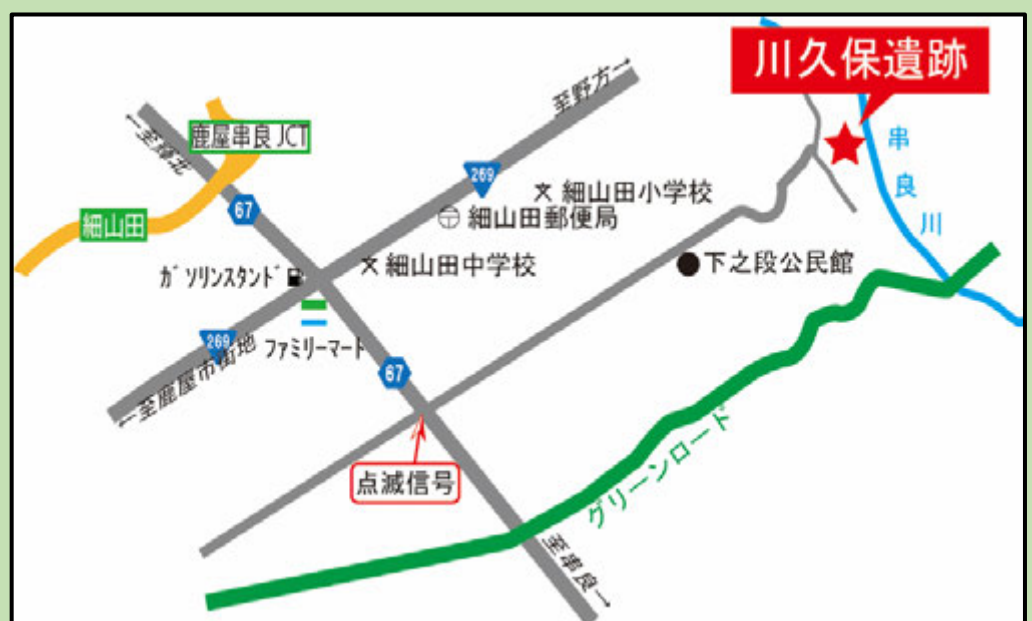 川久保遺跡
至野方→
←至輝北
鹿屋串良JCT
269
細山田小学校
串良川
67
細山田郵便局
細山田
細山田中学校
下之段公民館
ガソリンスタンド
269
ファミリーマート
←至鹿屋市街地
67
点滅信号
グリーンロード
至串良→